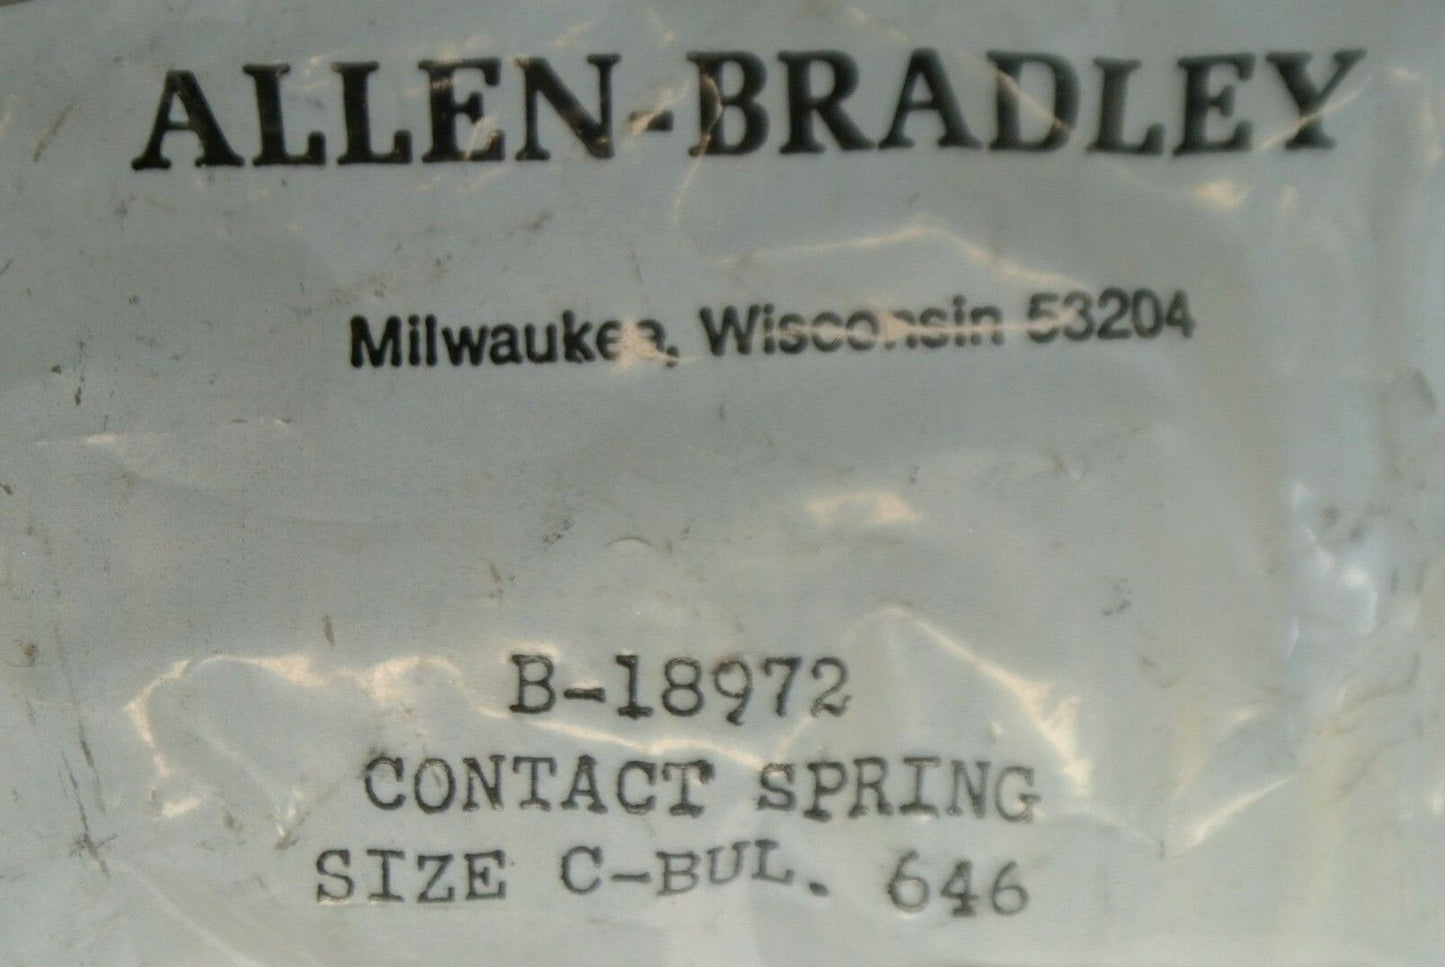 ALLEN-BRADLEY
Milwaukee, Wisconsin 53204
B-18972
CONTACT SPRING
SIZE C-BUL. 646